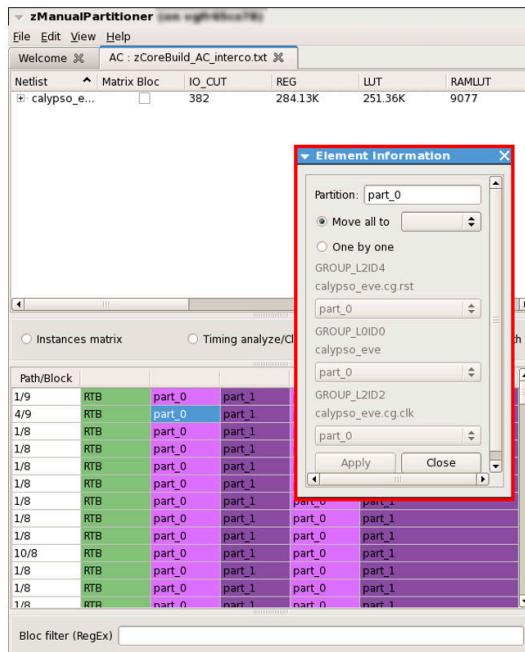 zManualPartitioner
File Edit View Help
Welcome AC : zCoreBuild_AC_interco.txt
Netlist Matrix Bloc IO_CUT REG LUT RAMLUT
calypso_e... 382 284.13K 251.36K 9077
Element Information
Partition: part_0
Move all to
One by one
GROUP_L2ID4
calypso_eve.cg.rst
part_0
GROUP_L0ID0
calypso_eve
part_0
GROUP_L2ID2
calypso_eve.cg.clk
part_0
Apply Close
Instances matrix Timing analyze/Cl th
Path/Block
1/9 RTB part_0 part_1
4/9 RTB part_0 part_1
1/8 RTB part_0 part_1
1/8 RTB part_0 part_1
1/8 RTB part_0 part_1
1/8 RTB part_0 part_1
1/8 RTB part_0 part_1 part_0 part_1
1/8 RTB part_0 part_1 part_0 part_1
10/8 RTB part_0 part_1 part_0 part_1
1/8 RTB part_0 part_1 part_0 part_1
1/8 RTB part_0 part_1 part_0 part_1
1/8 RTB part_0 part_1 part_0 part_1
Bloc filter (RegEx)